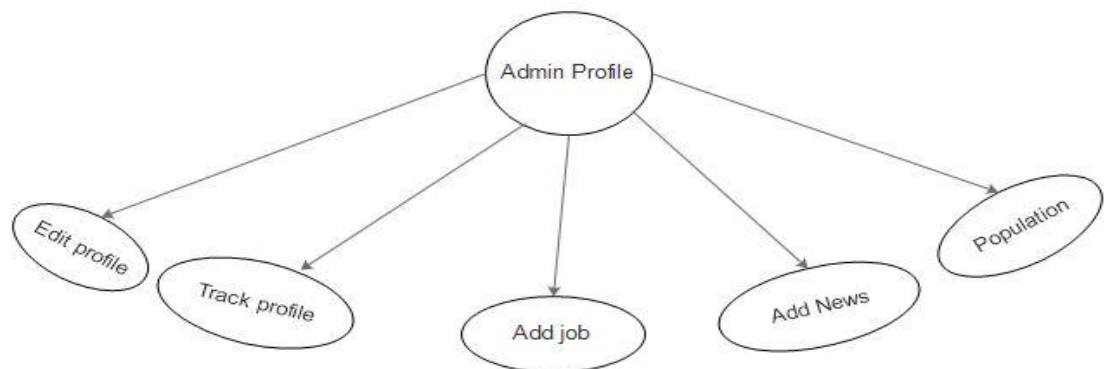 Admin Profile
Edit profile
Track profile
Add job
Add News
Population